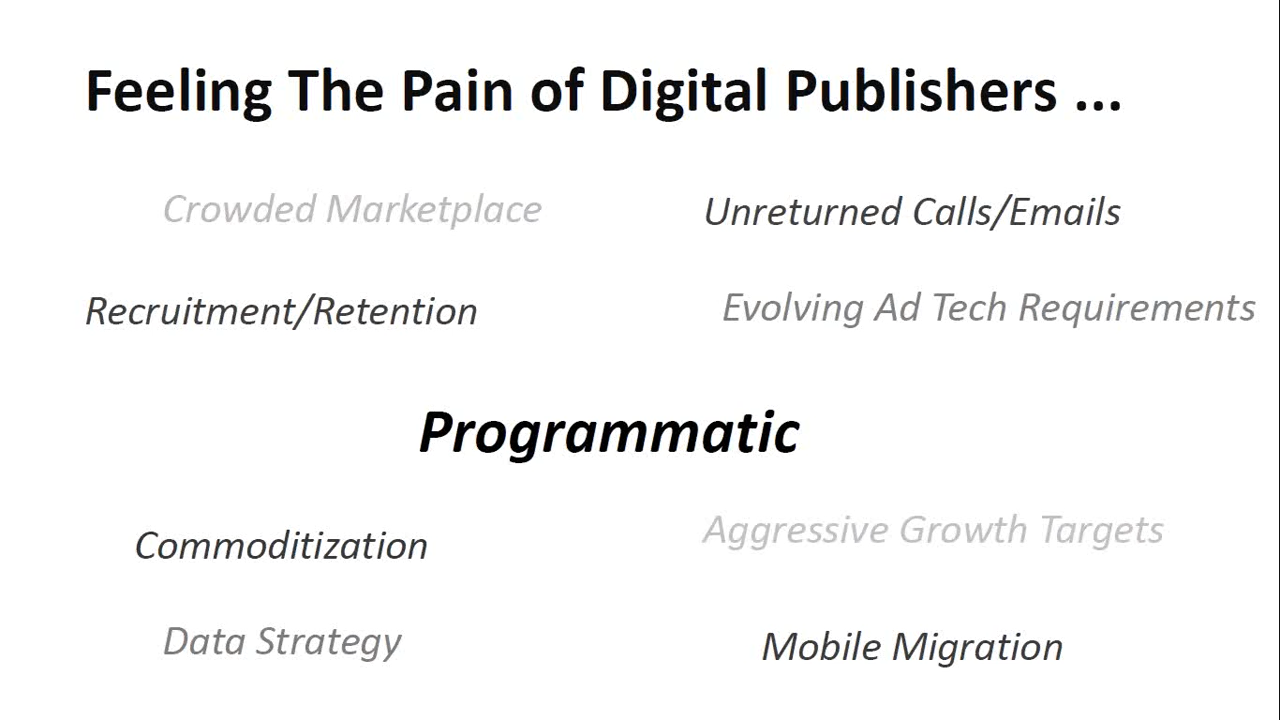 Feeling The Pain of Digital Publishers ...
Crowded Marketplace
Unreturned Calls/Emails
Recruitment/Retention
Evolving Ad Tech Requirements
Programmatic
Commoditization
Aggressive Growth Targets
Data Strategy
Mobile Migration